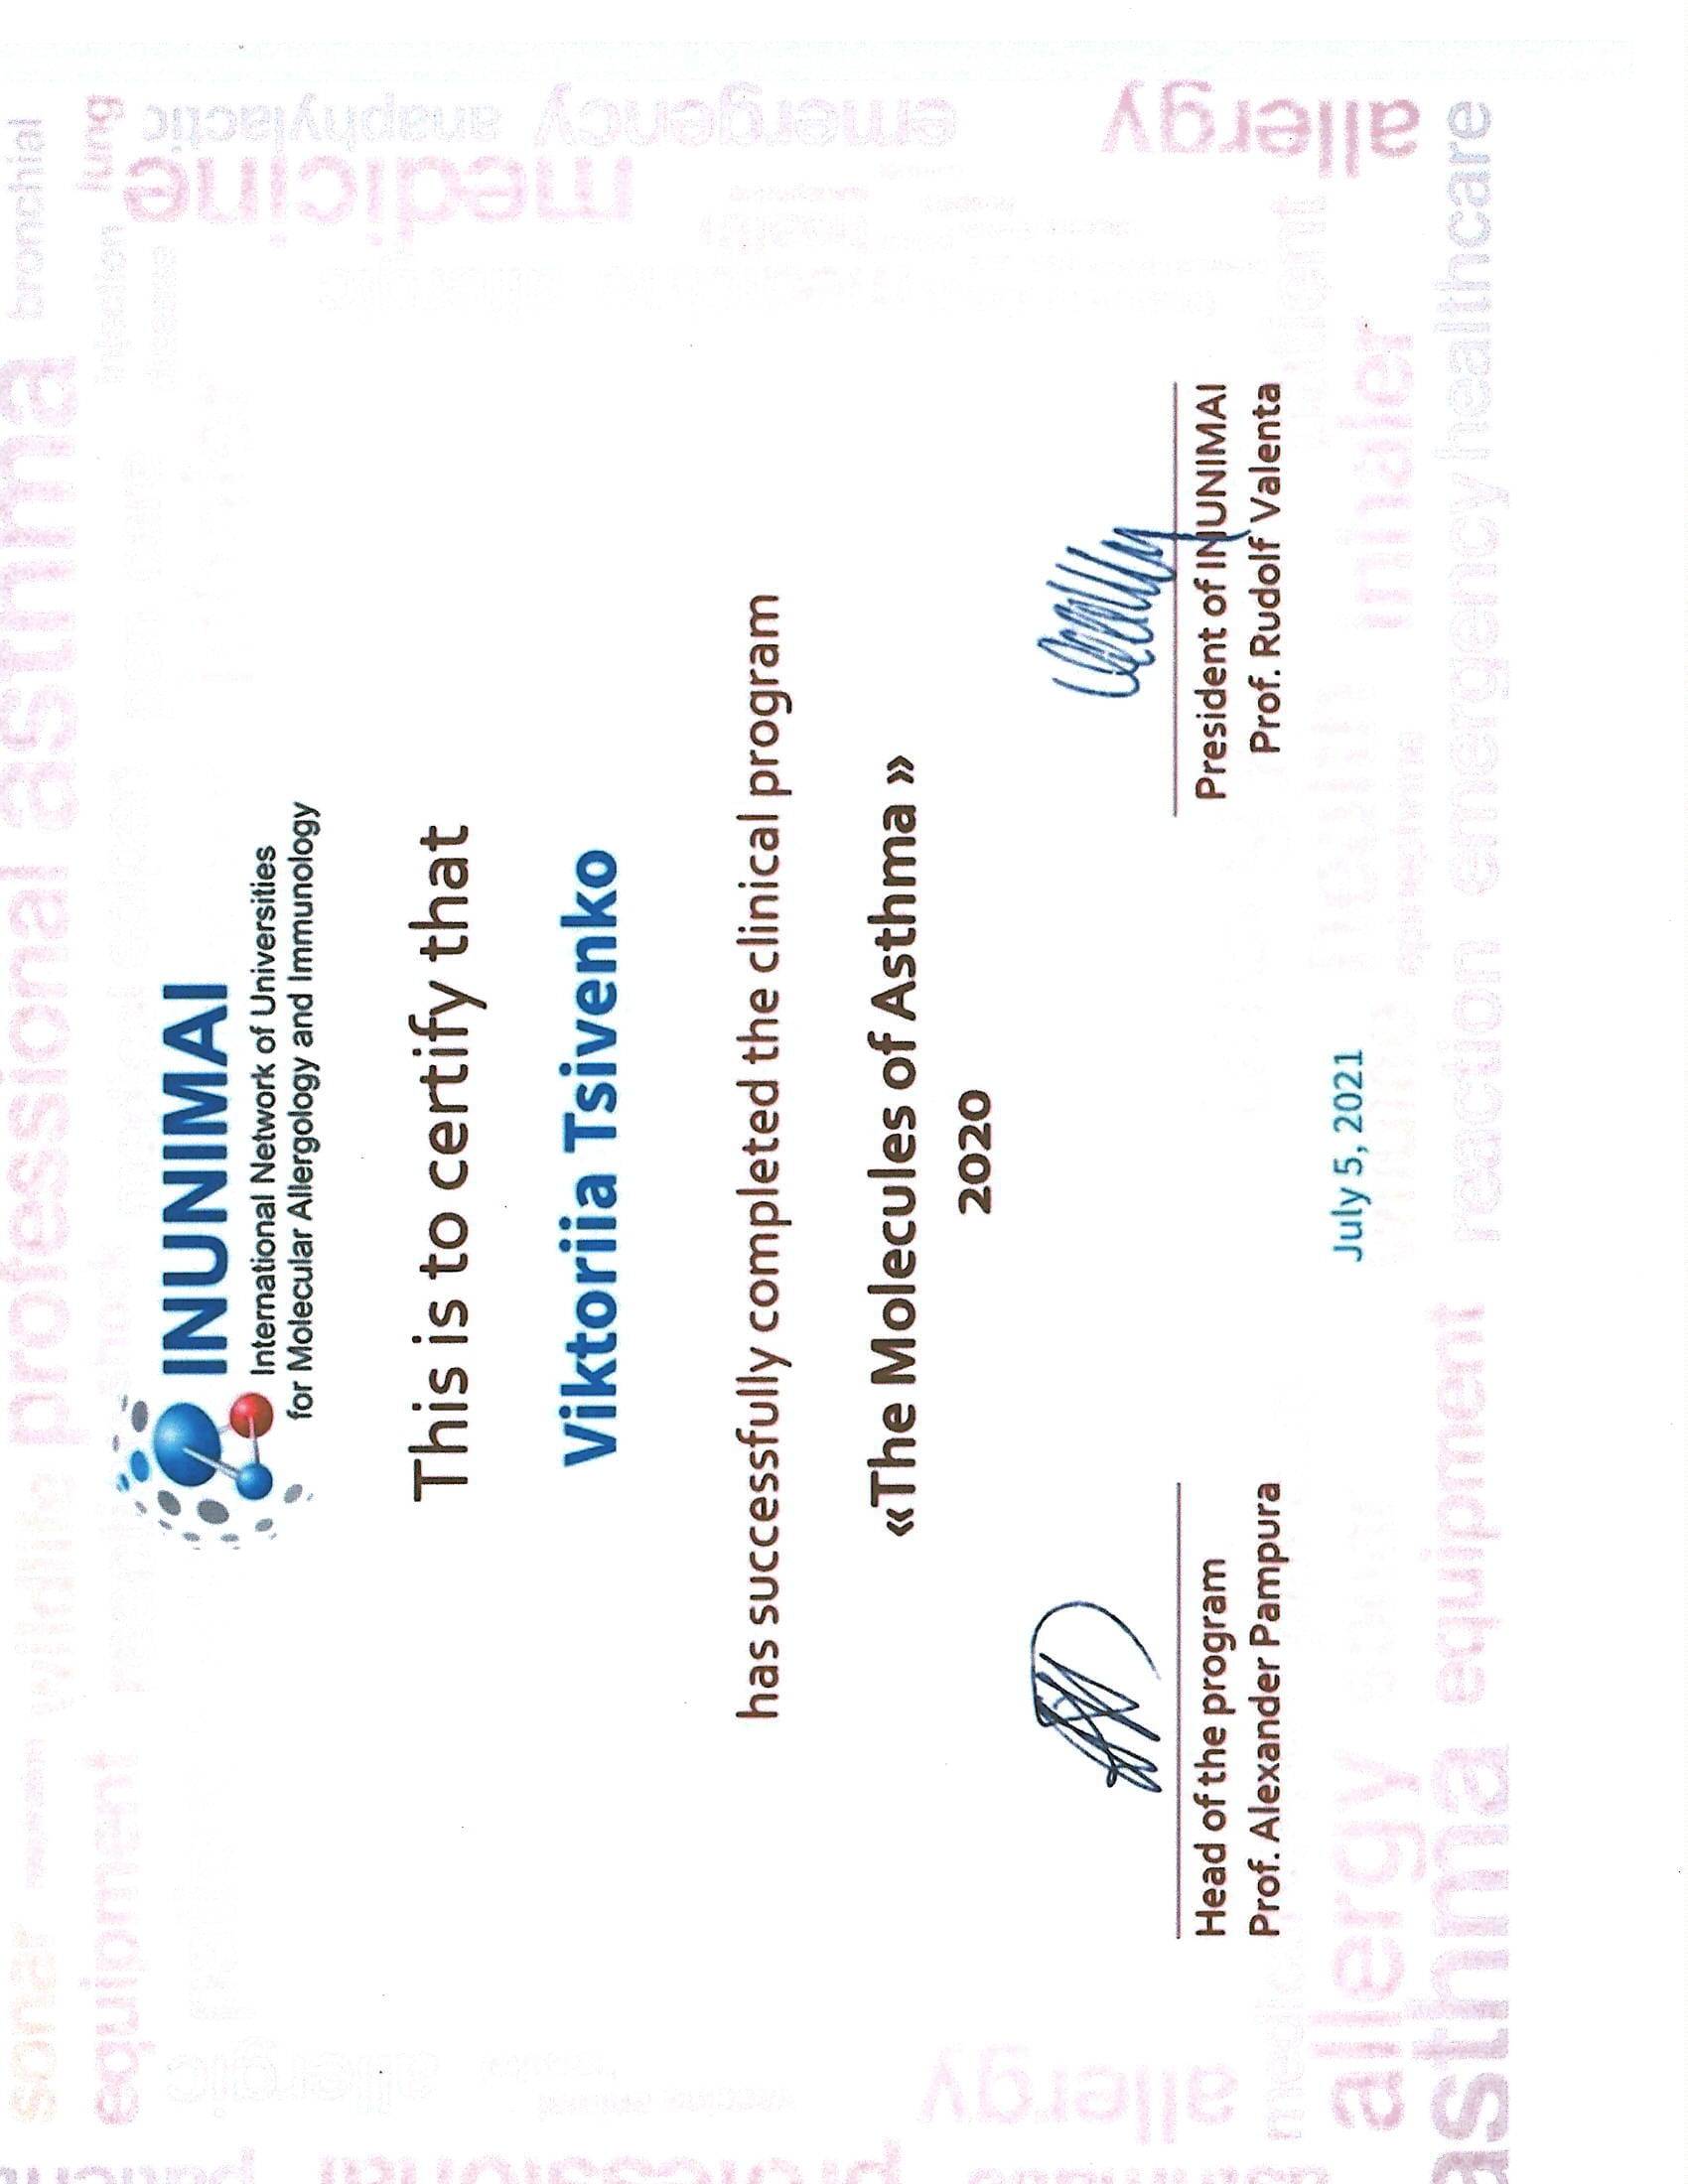 INUNIMAI
International Network of Universities
for Molecular Allergology and Immunology
This is to certify that
Viktoriia Tsivenko
has successfully completed the clinical program
«The Molecules of Asthma »
2020
Head of the program
Prof. Alexander Pampura
President of INUNIMAI
Prof. Rudolf Valenta
July 5, 2021
professional asthma bronchial
equipment
lung
infection
disease
medicine
anaphylactic
emergency
allergy
allergic
allergy
allergy
asthma equipment reaction emergency healthcare
inhaler
professional